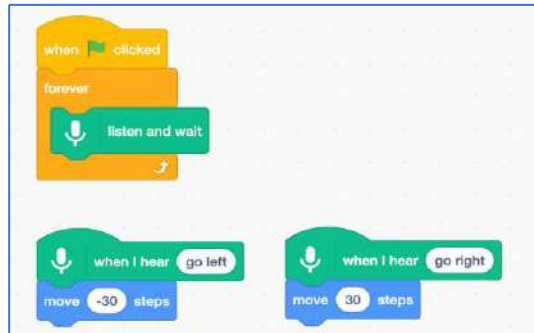 when clicked
forever
listen and wait
when I hear go left
move -30 steps
when I hear go right
move 30 steps